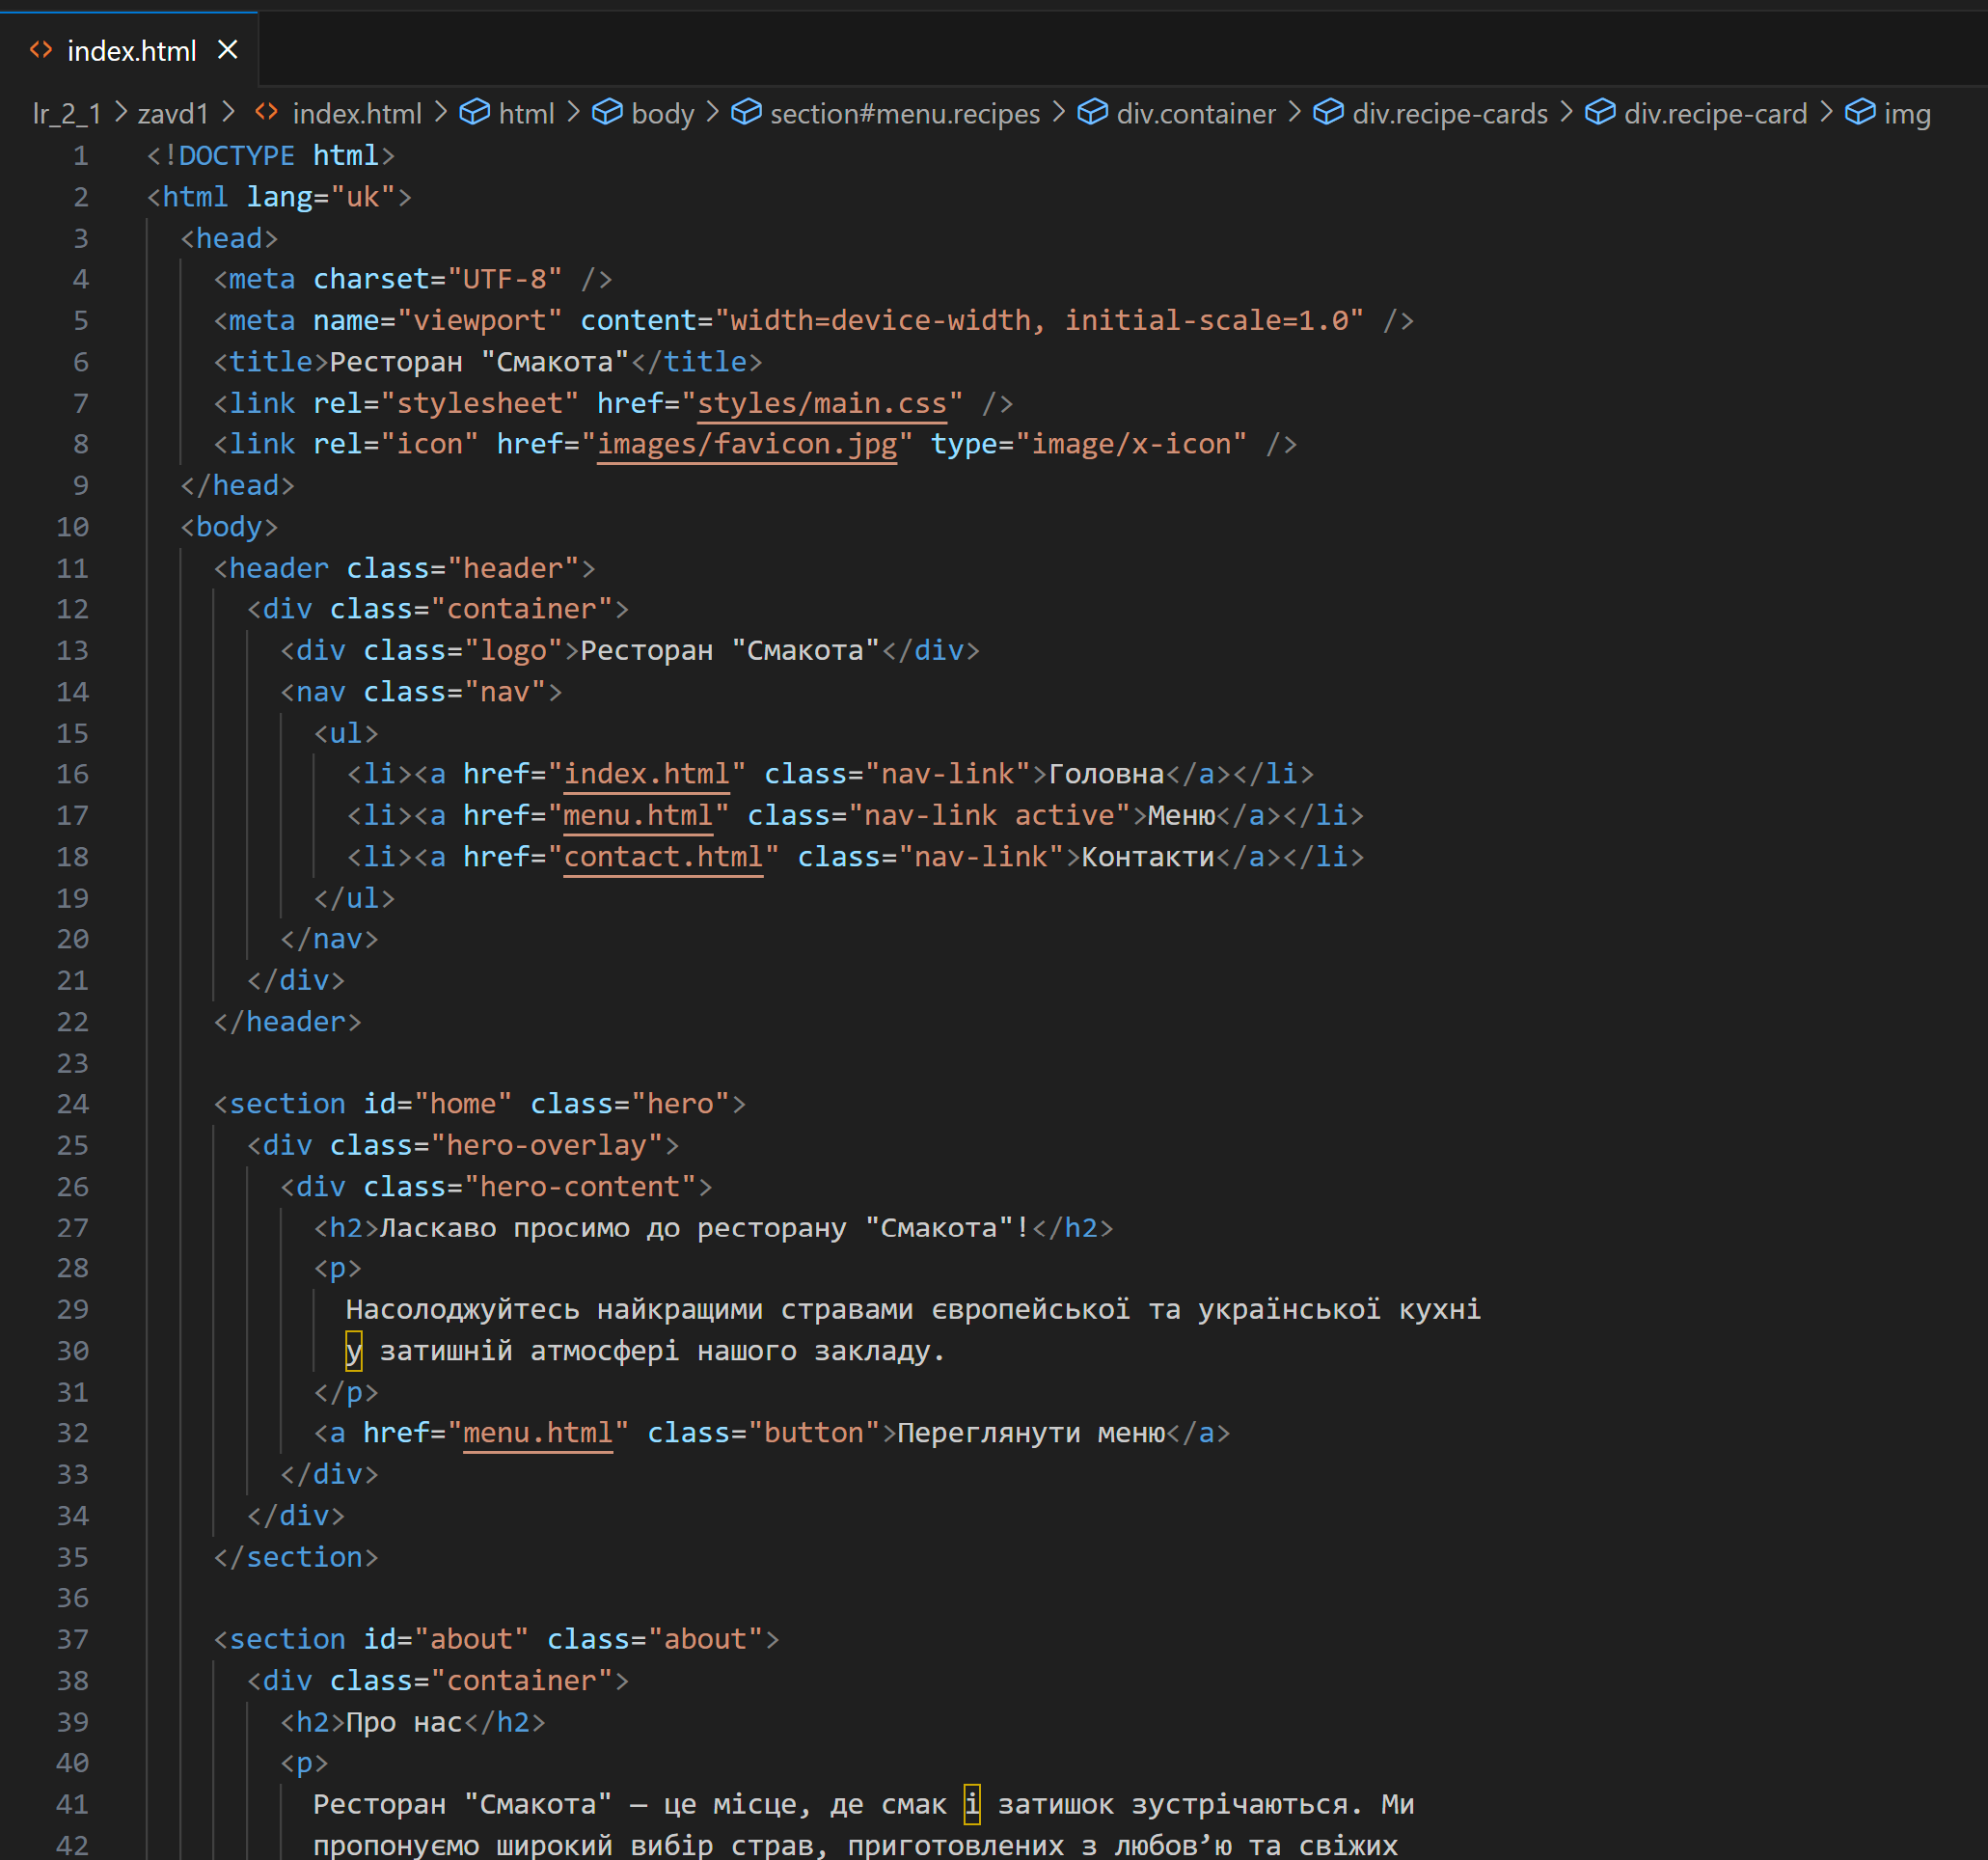 index.html
lr_2_1 > zavd1 > index.html > html > body > section#menu.recipes > div.container > div.recipe-cards > div.recipe-card > img
1 <!DOCTYPE html>
2 <html lang="uk">
3 <head>
4 <meta charset="UTF-8" />
5 <meta name="viewport" content="width=device-width, initial-scale=1.0" />
6 <title>Ресторан "Смакота"</title>
7 <link rel="stylesheet" href="styles/main.css" />
8 <link rel="icon" href="images/favicon.jpg" type="image/x-icon" />
9 </head>
10 <body>
11 <header class="header">
12 <div class="container">
13 <div class="logo">Ресторан "Смакота"</div>
14 <nav class="nav">
15 <ul>
16 <li><a href="index.html" class="nav-link">Головна</a></li>
17 <li><a href="menu.html" class="nav-link active">Меню</a></li>
18 <li><a href="contact.html" class="nav-link">Контакти</a></li>
19 </ul>
20 </nav>
21 </div>
22 </header>
23
24 <section id="home" class="hero">
25 <div class="hero-overlay">
26 <div class="hero-content">
27 <h2>Ласкаво просимо до ресторану "Смакота"!</h2>
28 <p>
29 Насолоджуйтесь найкращими стравами європейської та української кухні
30 у затишній атмосфері нашого закладу.
31 </p>
32 <a href="menu.html" class="button">Переглянути меню</a>
33 </div>
34 </div>
35 </section>
36
37 <section id="about" class="about">
38 <div class="container">
39 <h2>Про нас</h2>
40 <p>
41 Ресторан "Смакота" — це місце, де смак і затишок зустрічаються. Ми
42 пропонуємо широкий вибір страв, приготовлених з любов’ю та свіжих